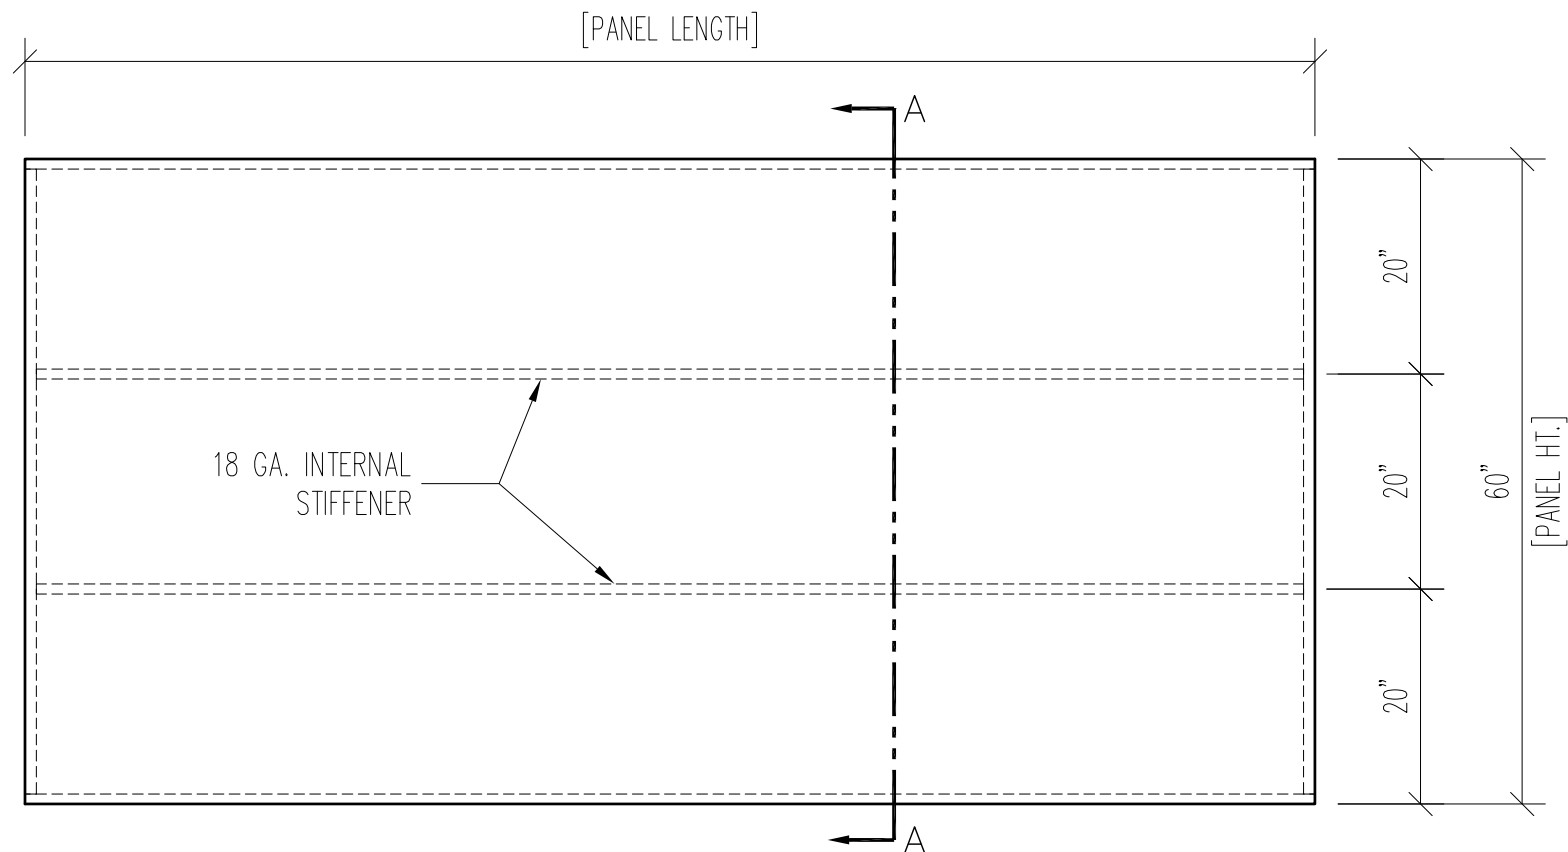 [PANEL LENGTH]
A
20”
18 GA. INTERNAL
STIFFENER
20”
60”
[PANEL HT.]
20”
A